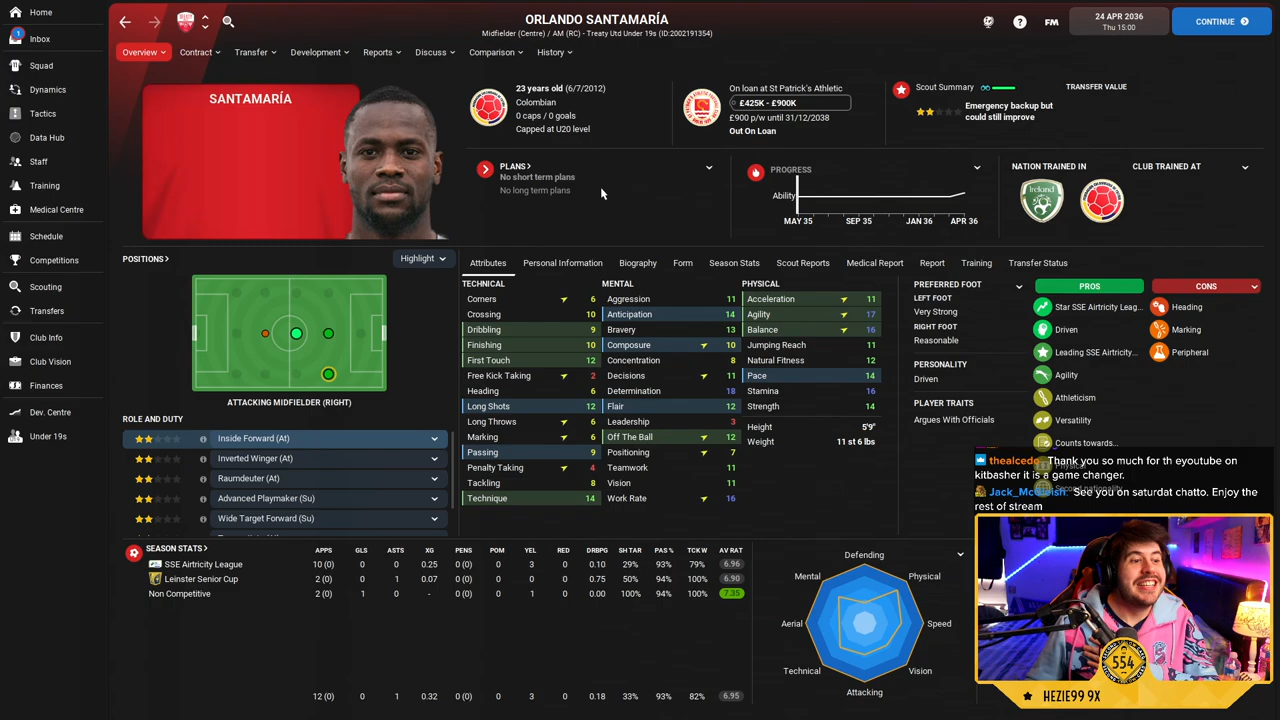 Home
Inbox
1
Squad
Dynamics
Tactics
Data Hub
Staff
Training
Medical Centre
Schedule
Competitions
Scouting
Transfers
Club Info
Club Vision
Finances
Dev. Centre
Under 19s
ORLANDO SANTAMARÍA
Midfielder (Centre) / AM (RC) - Treaty Utd Under 19s (ID:2002191354)
FM
24 APR 2036
Thu 15:00
CONTINUE
Overview
Contract
Transfer
Development
Reports
Discuss
Comparison
History
SANTAMARÍA
23 years old (6/7/2012)
Colombian
0 caps / 0 goals
Capped at U20 level
On loan at St Patrick's Athletic
£425K - £900K
£900 p/w until 31/12/2038
Out On Loan
Scout Summary
Emergency backup but
could still improve
TRANSFER VALUE
PLANS >
No short term plans
No long term plans
PROGRESS
Ability
MAY 35 SEP 35 JAN 36 APR 36
NATION TRAINED IN
CLUB TRAINED AT
POSITIONS >
Highlight
ATTACKING MIDFIELDER (RIGHT)
ROLE AND DUTY
Inside Forward (At)
Inverted Winger (At)
Raumdeuter (At)
Advanced Playmaker (Su)
Wide Target Forward (Su)
Attributes
Personal Information
Biography
Form
Season Stats
Scout Reports
Medical Report
Report
Training
Transfer Status
TECHNICAL
Corners 6
Crossing 10
Dribbling 9
Finishing 10
First Touch 12
Free Kick Taking 2
Heading 6
Long Shots 12
Long Throws 6
Marking 6
Passing 9
Penalty Taking 4
Tackling 8
Technique 14
MENTAL
Aggression 11
Anticipation 14
Bravery 13
Composure 10
Concentration 8
Decisions 11
Determination 18
Flair 12
Leadership 3
Off The Ball 12
Positioning 7
Teamwork 11
Vision 11
Work Rate 16
PHYSICAL
Acceleration 11
Agility 17
Balance 16
Jumping Reach 11
Natural Fitness 12
Pace 14
Stamina 16
Strength 14
Height 5'9"
Weight 11 st 6 lbs
PREFERRED FOOT
LEFT FOOT
Very Strong
RIGHT FOOT
Reasonable
PERSONALITY
Driven
PLAYER TRAITS
Argues With Officials
PROS
Star SSE Airtricity Leag...
Driven
Leading SSE Airtricity...
Agility
Athleticism
Versatility
Counts towards...
CONS
Heading
Marking
Peripheral
thealcedo: Thank you so much for th eyoutube on
kitbasher it is a game changer.
See you on saturdat chatto. Enjoy the
rest of stream
SEASON STATS > APPS GLS ASTS XG PENS POM YEL RED DRBPG SH TAR PAS % TCK W AV RAT
SSE Airtricity League 10 (0) 0 0 0.25 0 (0) 0 3 0 0.10 29% 93% 79% 6.96
Leinster Senior Cup 2 (0) 0 1 0.07 0 (0) 0 0 0 0.75 50% 94% 100% 6.90
Non Competitive 2 (0) 1 0 - 0 (0) 0 1 0 0.00 100% 94% 100% 7.35
12 (0) 0 1 0.32 0 (0) 0 3 0 0.18 33% 93% 82% 6.95
Defending
Physical
Speed
Vision
Attacking
Technical
Aerial
Mental
554
HEZIE99 9X